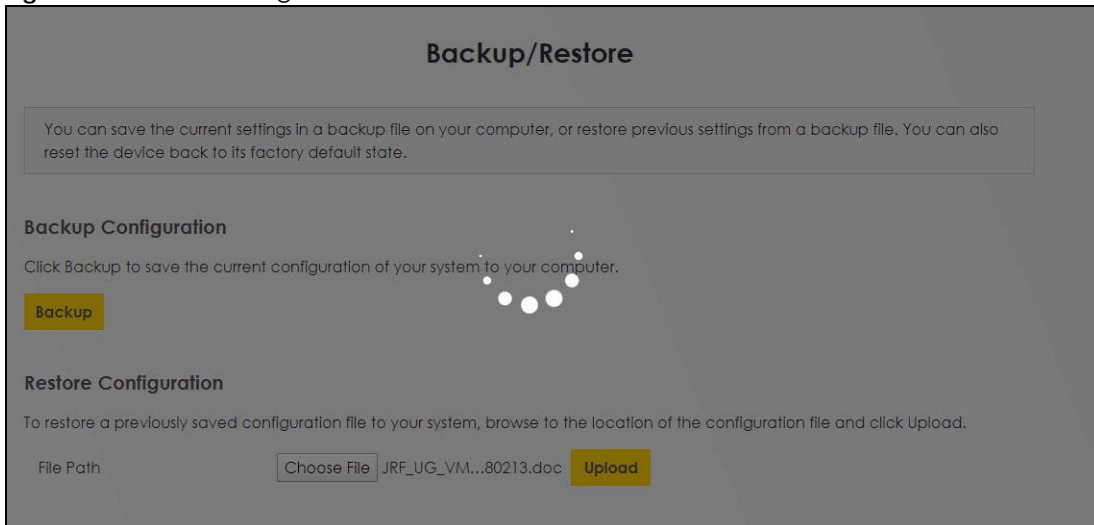 Backup/Restore
You can save the current settings in a backup file on your computer, or restore previous settings from a backup file. You can also
reset the device back to its factory default state.
Backup Configuration
Click Backup to save the current configuration of your system to your computer.
Backup
Restore Configuration
To restore a previously saved configuration file to your system, browse to the location of the configuration file and click Upload.
File Path Choose File JRF_UG_VM...80213.doc Upload